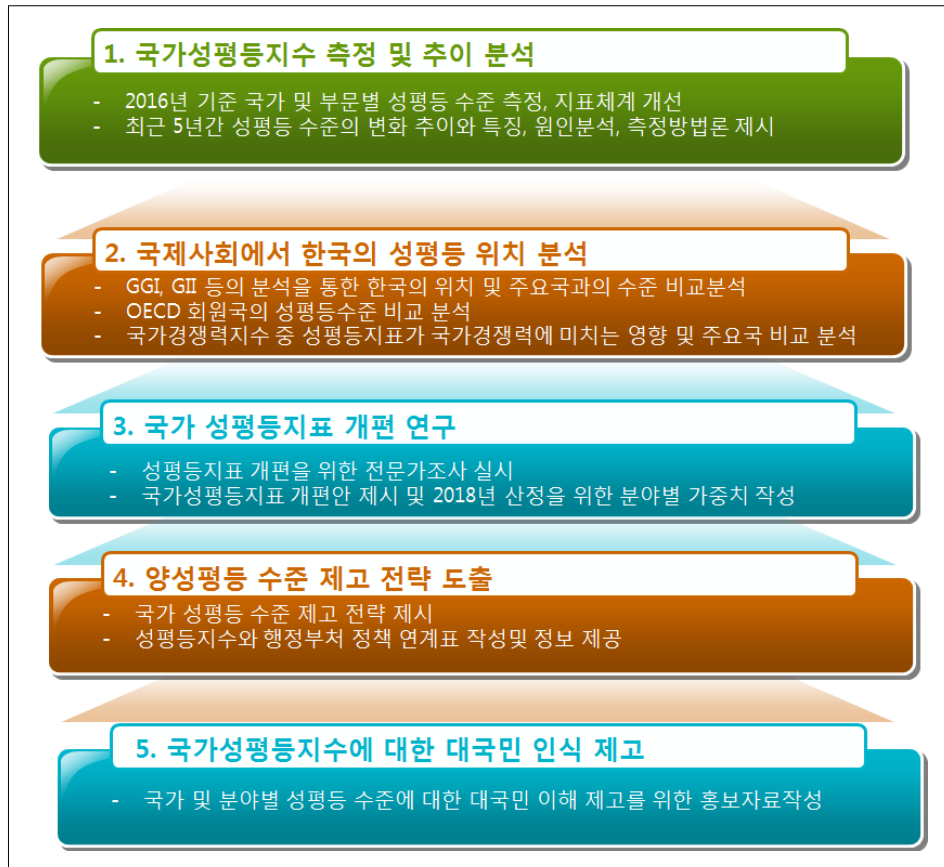 1. 국가성평등지수 측정 및 추이 분석
- 2016년 기준 국가 및 부문별 성평등 수준 측정, 지표체계 개선
- 최근 5년간 성평등 수준의 변화 추이와 특징, 원인분석, 측정방법론 제시
2. 국제사회에서 한국의 성평등 위치 분석
- GGI, GII 등의 분석을 통한 한국의 위치 및 주요국과의 수준 비교분석
- OECD 회원국의 성평등수준 비교 분석
- 국가경쟁력지수 중 성평등지표가 국가경쟁력에 미치는 영향 및 주요국 비교 분석
3. 국가 성평등지표 개편 연구
- 성평등지표 개편을 위한 전문가조사 실시
- 국가성평등지표 개편안 제시 및 2018년 산정을 위한 분야별 가중치 작성
4. 양성평등 수준 제고 전략 도출
- 국가 성평등 수준 제고 전략 제시
- 성평등지수와 행정부처 정책 연계표 작성및 정보 제공
5. 국가성평등지수에 대한 대국민 인식 제고
- 국가 및 분야별 성평등 수준에 대한 대국민 이해 제고를 위한 홍보자료작성